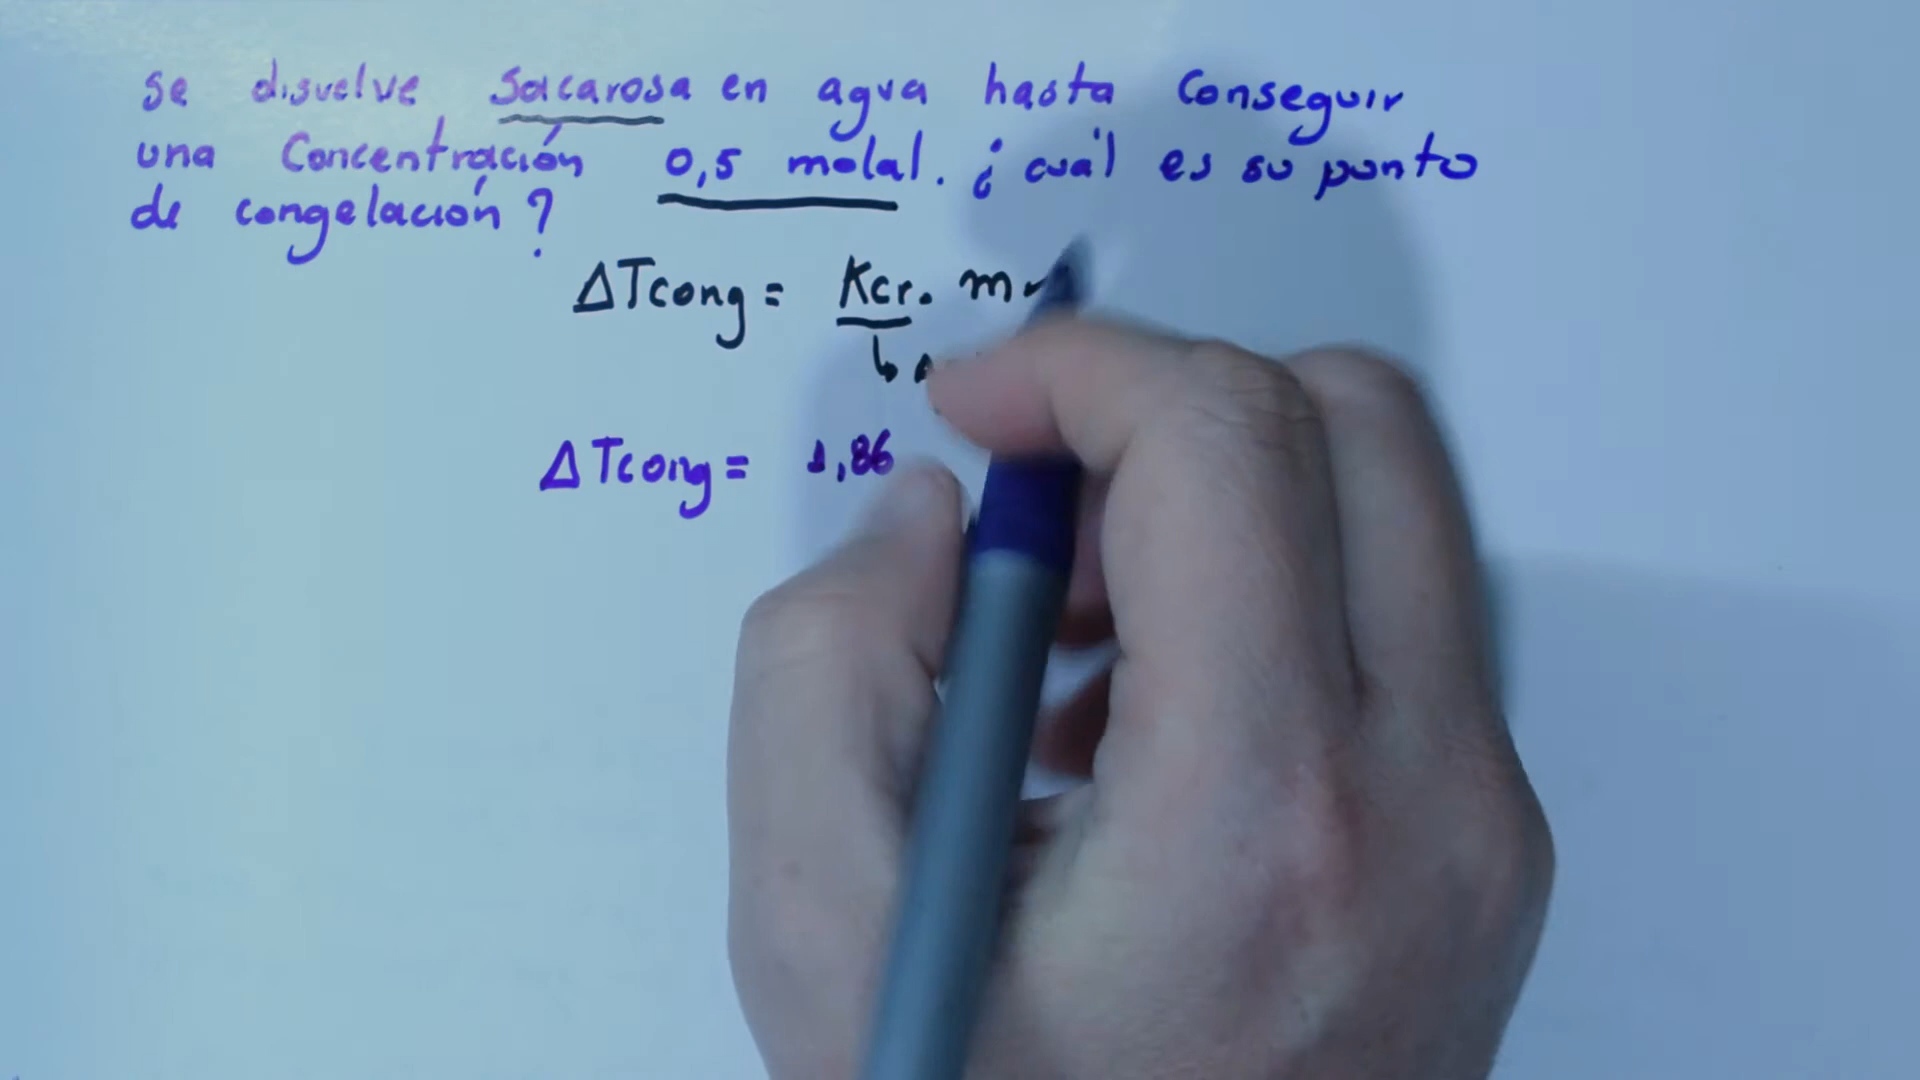 se disuelve sacarosa en agua hasta conseguir
una concentración 0,5 molal. ¿cuál es su punto
de congelación?
ΔTcong = Kcr. m
↳
ΔTcong = 1,86